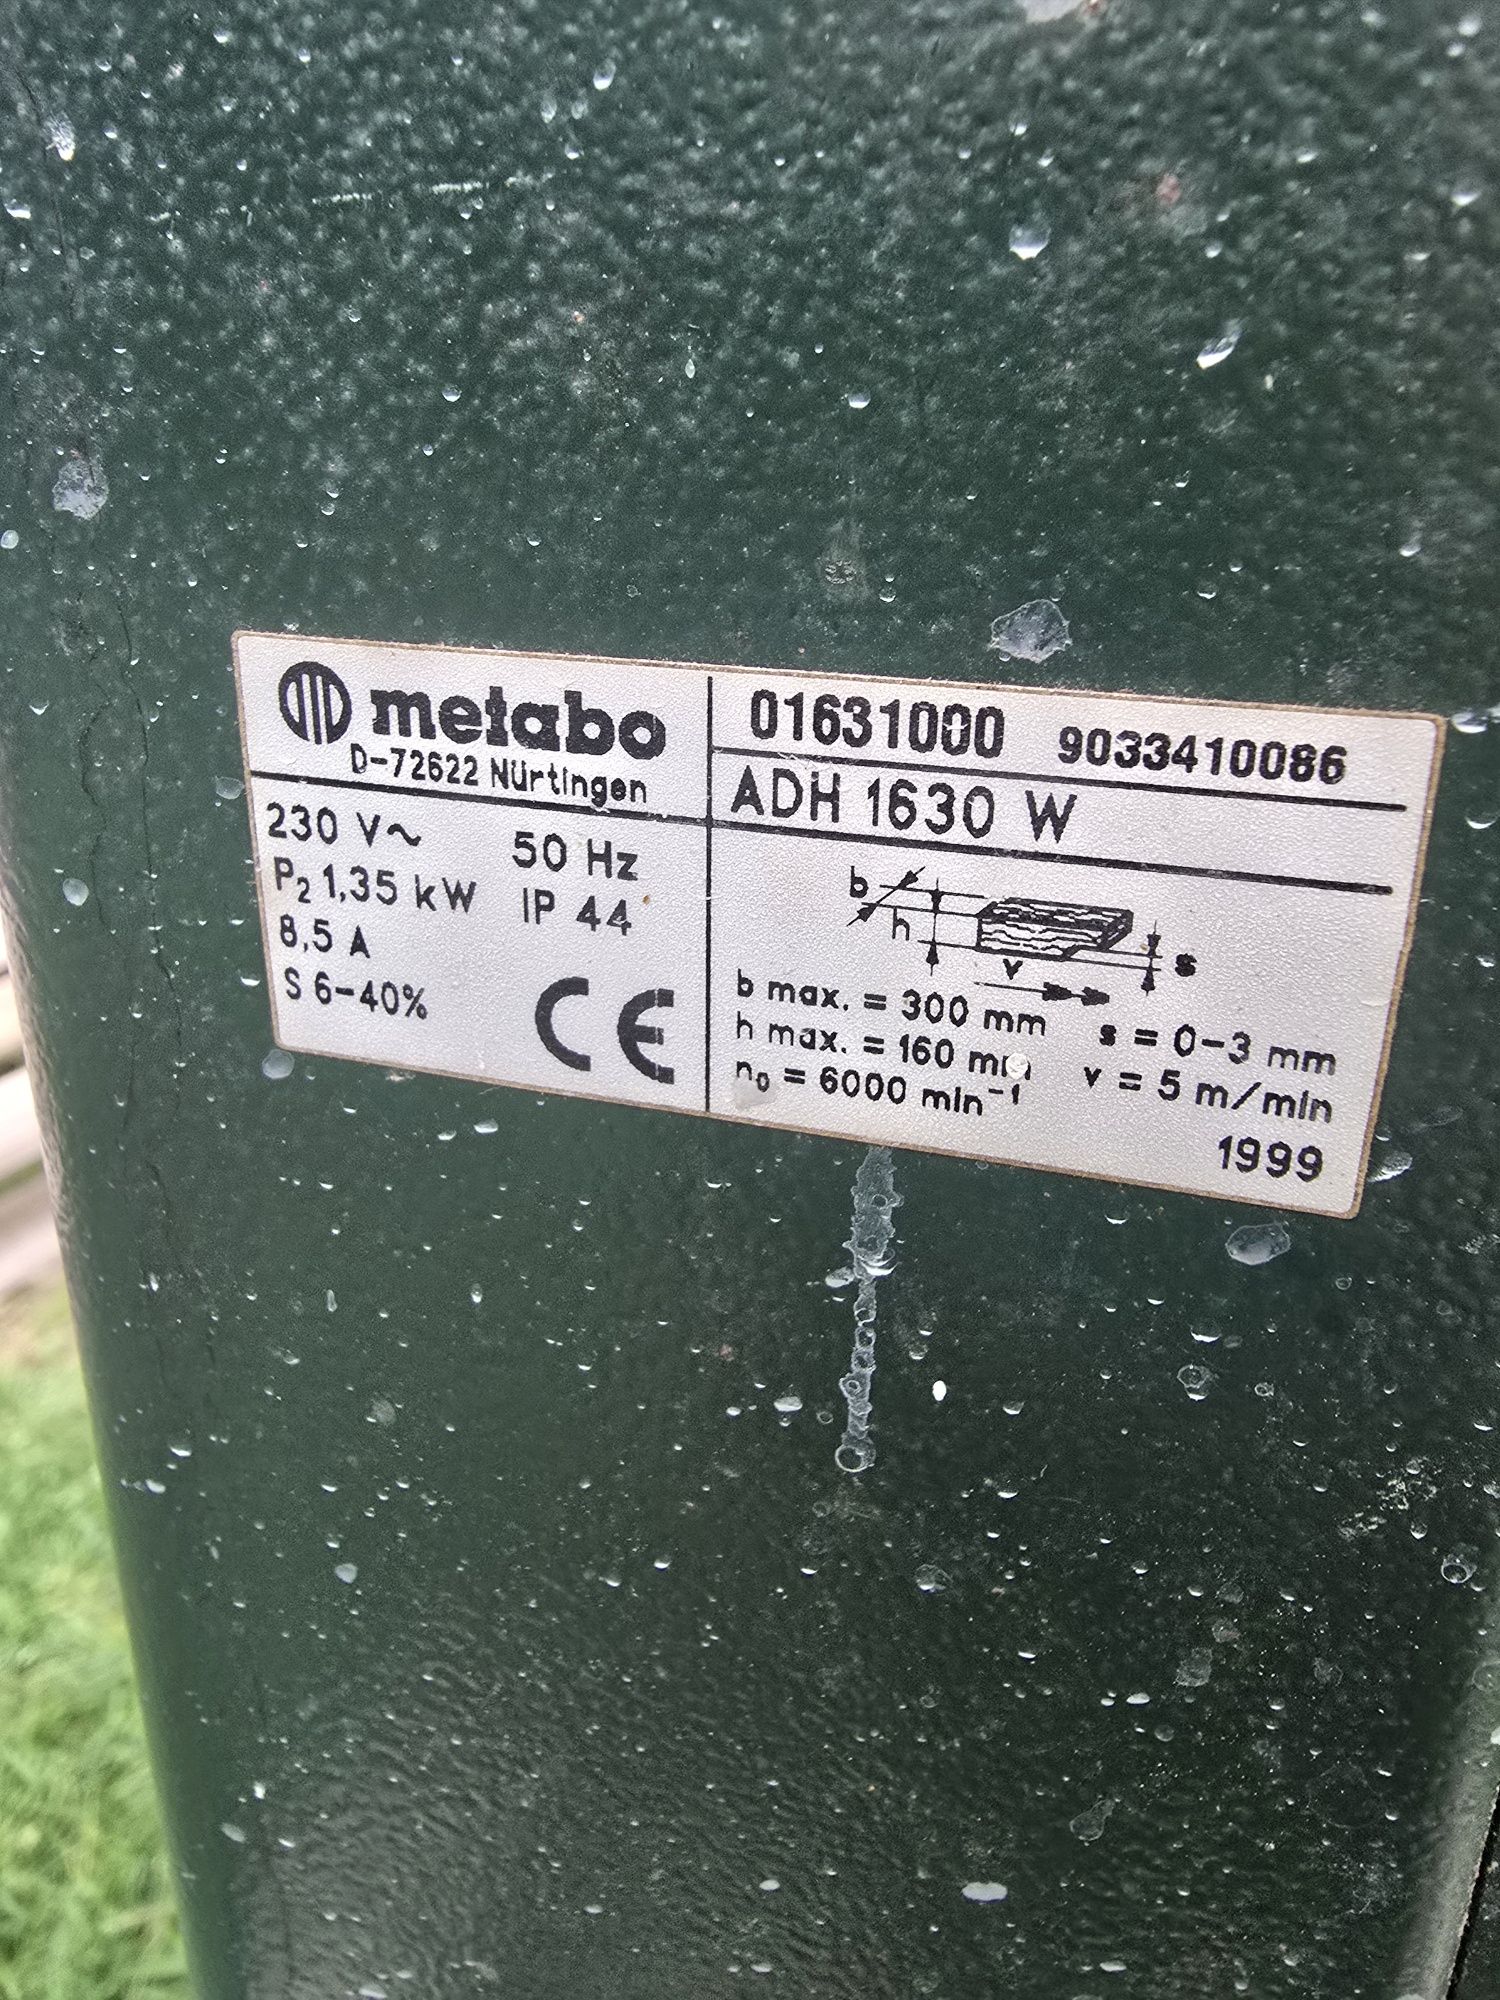 metabo
D-72622 Nürtingen
01631000 9033410086
ADH 1630 W
230 V~ 50 Hz
P2 1,35 kW IP 44
8,5 A
S 6-40%
CE
b
h
s
v
b max. = 300 mm s = 0-3 mm
h max. = 160 mm v = 5 m/min
n0 = 6000 min-1
1999